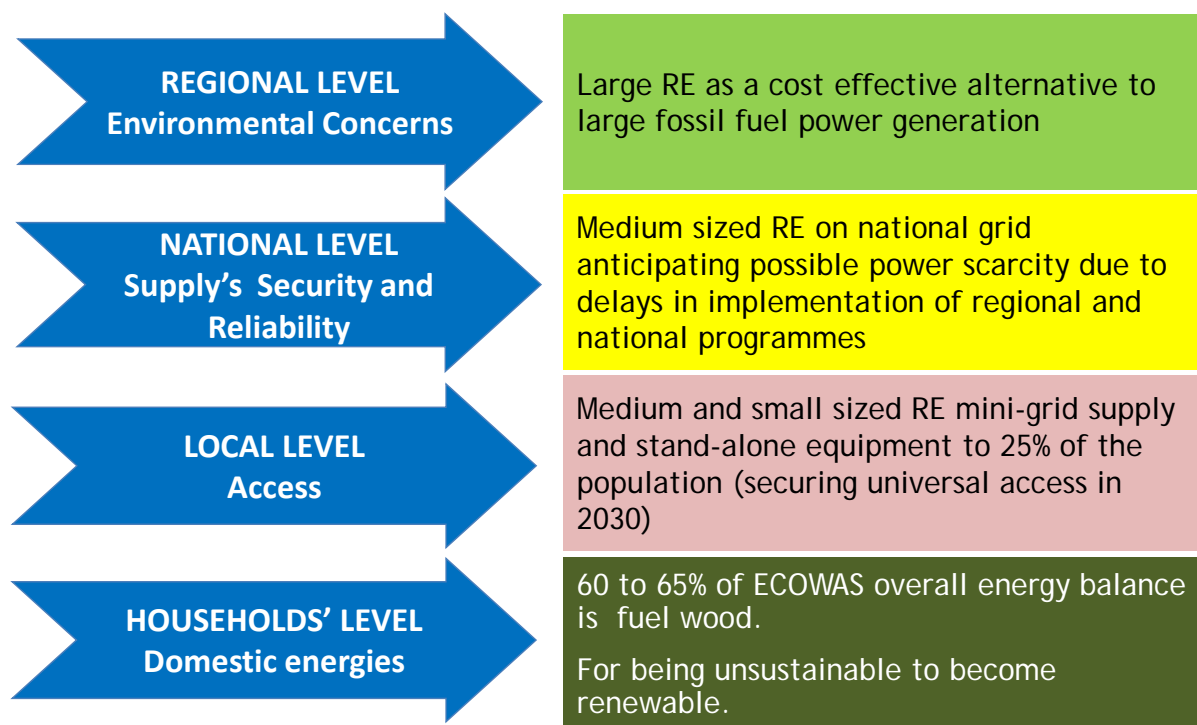 REGIONAL LEVEL
Environmental Concerns
Large RE as a cost effective alternative to
large fossil fuel power generation
NATIONAL LEVEL
Supply's Security and
Reliability
Medium sized RE on national grid
anticipating possible power scarcity due to
delays in implementation of regional and
national programmes
LOCAL LEVEL
Access
Medium and small sized RE mini-grid supply
and stand-alone equipment to 25% of the
population (securing universal access in
2030)
HOUSEHOLDS' LEVEL
Domestic energies
60 to 65% of ECOWAS overall energy balance
is fuel wood.
For being unsustainable to become
renewable.